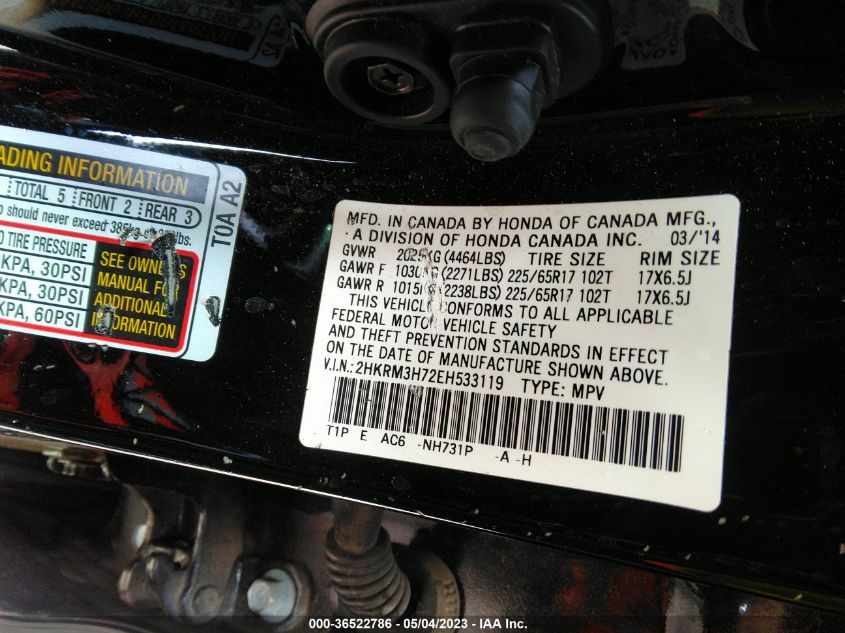 ADING INFORMATION
TOTAL 5 FRONT 2 REAR 3
should never exceed lbs.
TIRE PRESSURE
KPA, 30PSI
KPA, 30PSI
KPA, 60PSI
SEE OWNERS
MANUAL FOR
ADDITIONAL
INFORMATION
T0A A2
MFD. IN CANADA BY HONDA OF CANADA MFG.,
A DIVISION OF HONDA CANADA INC. 03/'14
GVWR 2025KG (4464LBS) TIRE SIZE RIM SIZE
GAWR F 1030KG (2271LBS) 225/65R17 102T 17X6.5J
GAWR R 1015KG (2238LBS) 225/65R17 102T 17X6.5J
THIS VEHICLE CONFORMS TO ALL APPLICABLE
FEDERAL MOTOR VEHICLE SAFETY
AND THEFT PREVENTION STANDARDS IN EFFECT
ON THE DATE OF MANUFACTURE SHOWN ABOVE.
V.I.N.: 2HKRM3H72EH533119 TYPE: MPV
T1P E AC6 -NH731P -A -H
000-36522786 - 05/04/2023 - IAA Inc.